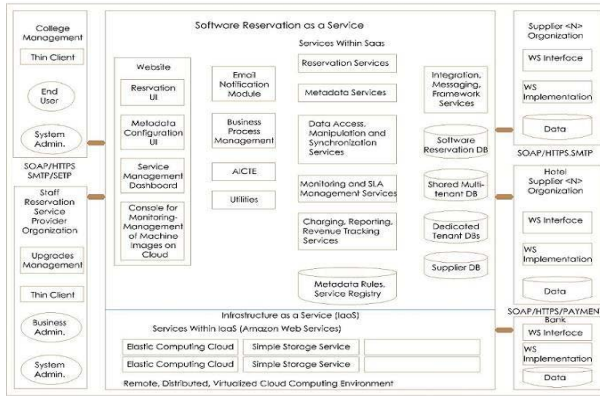 College
Management
Thin Client
End
User
System
Admin.
SOAP/HTTPS
SMTP/SETP
Staff
Reservation
Service
Provider
Organization
Upgrades
Management
Thin Client
Business
Admin.
System
Admin.
Software Reservation as a Service
Website
Resrvation
UI
Metadata
Configuration
UI
Service
Management
Dashboard
Console for
Monitoring-
Management
of Machine
Images on
Cloud
Email
Notification
Module
Business
Process
Management
AICTE
Utilities
Services Within Saas
Reservation Services
Metadata Services
Data Access,
Manipulation and
Synchronization
Services
Monitoring and SLA
Management Services
Charging, Reporting,
Revenue Tracking
Services
Metadata Rules.
Service Registry
Integration,
Messaging,
Framework
Services
Software
Reservation DB
Shared Multi-
tenant DB
Dedicated
Tenant DBs
Supplier DB
Infrastructure as a Service (IaaS)
Services Within IaaS (Amazon Web Services)
Elastic Computing Cloud
Simple Storage Service
Elastic Computing Cloud
Simple Storage Service
Remote, Distributed, Virtualized Cloud Computing Environment
Supplier <N>
Organization
WS Interface
WS
Implementation
Data
SOAP/HTTPS.SMTP
Hotel
Supplier <N>
Organization
WS Interface
WS
Implementation
Data
SOAP/HTTPS/PAYMENT
Bank
WS Interface
WS
Implementation
Data